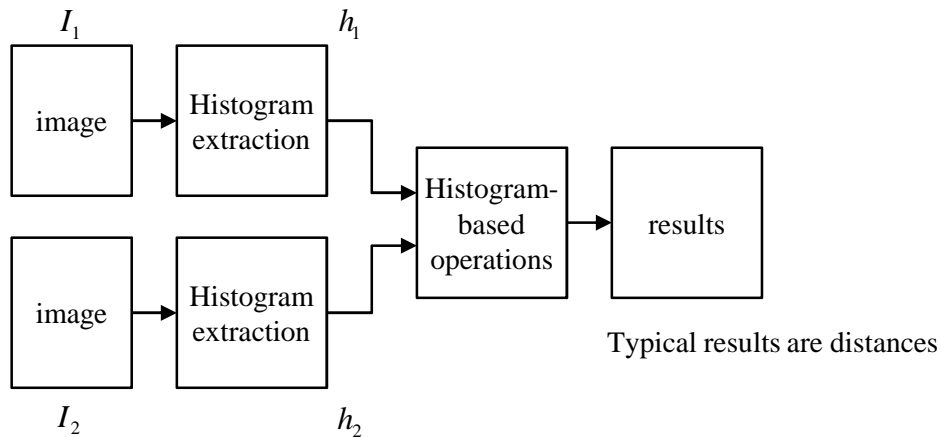 I1
h1
image
Histogram
extraction
Histogram-
based
operations
results
image
Histogram
extraction
Typical results are distances
I2
h2